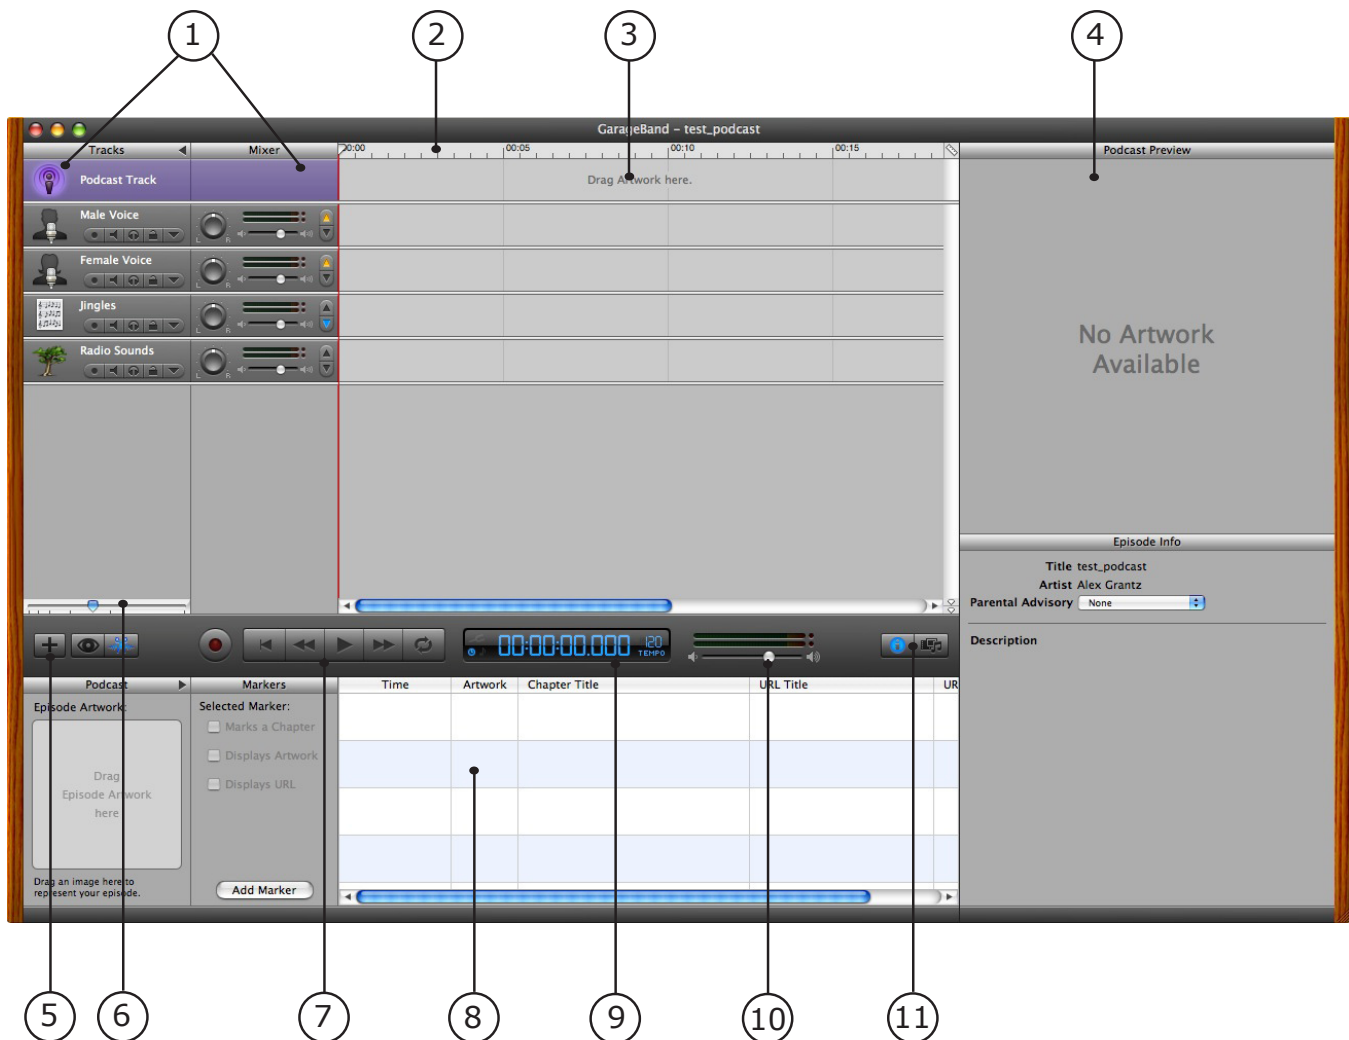 1
2
3
4
GarageBand – test_podcast
Tracks
Mixer
00:00
00:05
00:10
00:15
Podcast Preview
Podcast Track
Drag Artwork here.
Male Voice
L R
Female Voice
L R
Jingles
L R
Radio Sounds
L R
No Artwork
Available
Episode Info
Title test_podcast
Artist Alex Grantz
Parental Advisory None
Description
00:00:00.000
120
TEMPO
Podcast
Markers
Time
Artwork
Chapter Title
URL Title
UR
Episode Artwork:
Drag
Episode Artwork
here
Drag an image here to
represent your episode.
Selected Marker:
Marks a Chapter
Displays Artwork
Displays URL
Add Marker
5
6
7
8
9
10
11